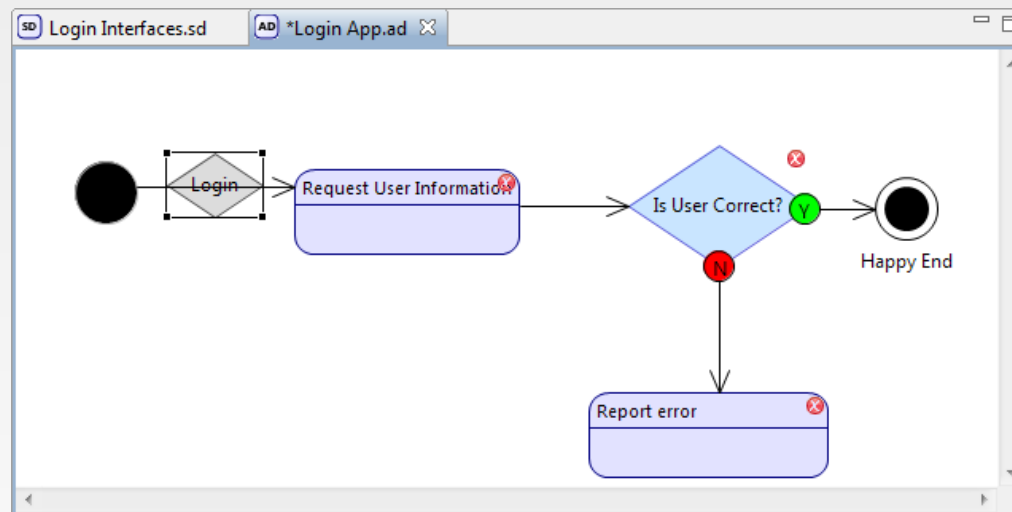 SD Login Interfaces.sd
AD *Login App.ad
Login
Request User Information
Is User Correct?
Y
N
Happy End
Report error